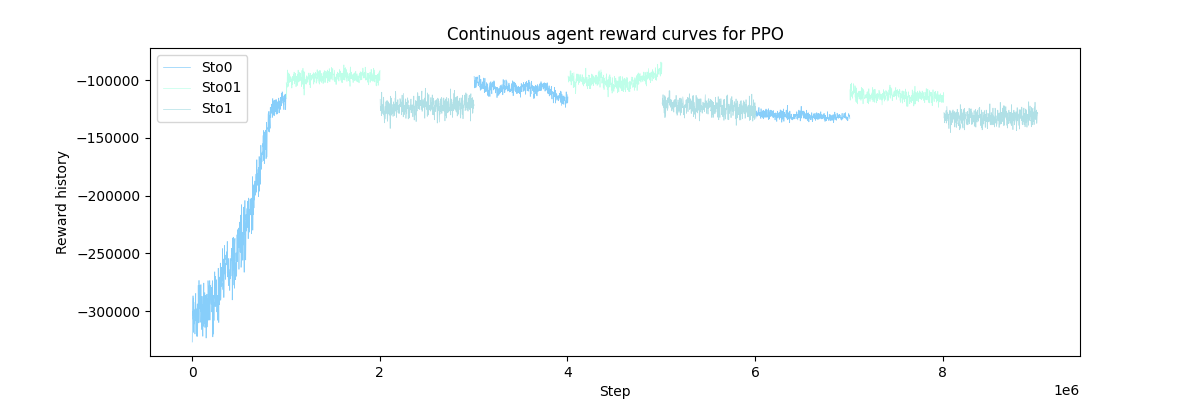 Continuous agent reward curves for PPO
Sto0
Sto01
Sto1
Reward history
−100000
−150000
−200000
−250000
−300000
0 2 4 6 8
1e6
Step